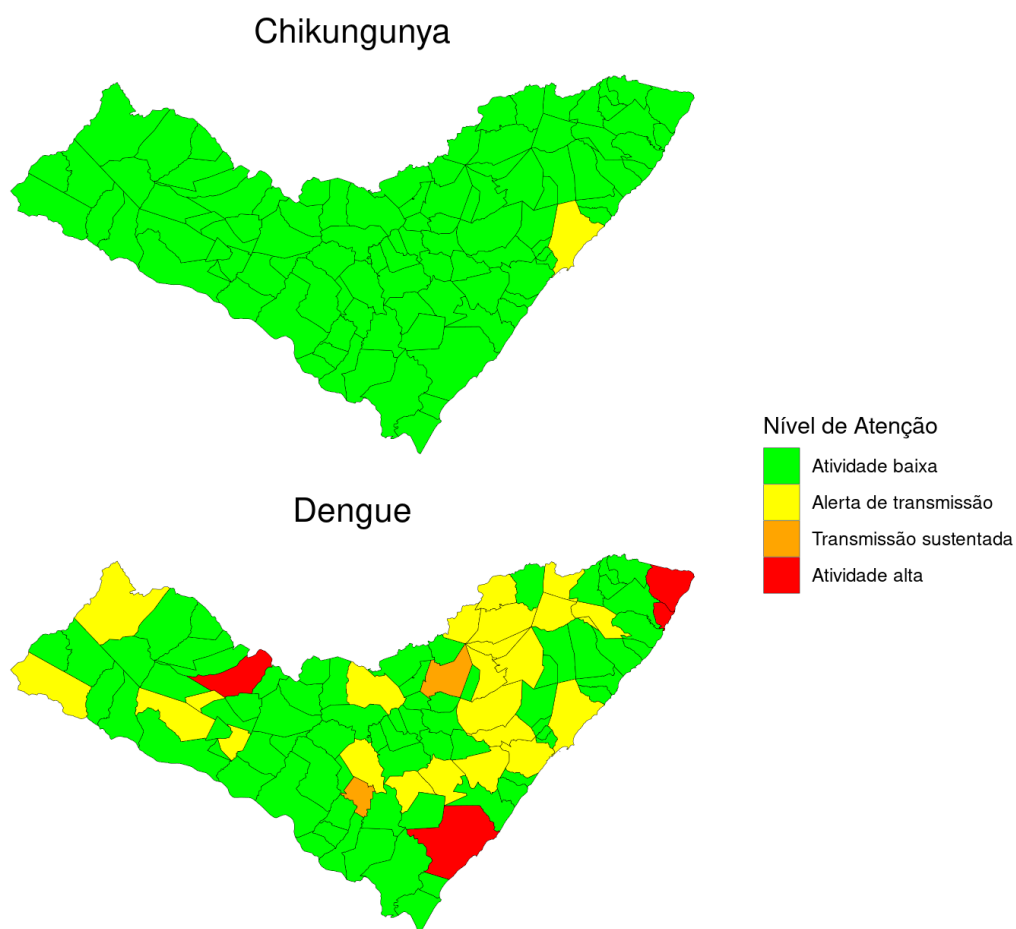 Chikungunya
Dengue
Nível de Atenção
Atividade baixa
Alerta de transmissão
Transmissão sustentada
Atividade alta